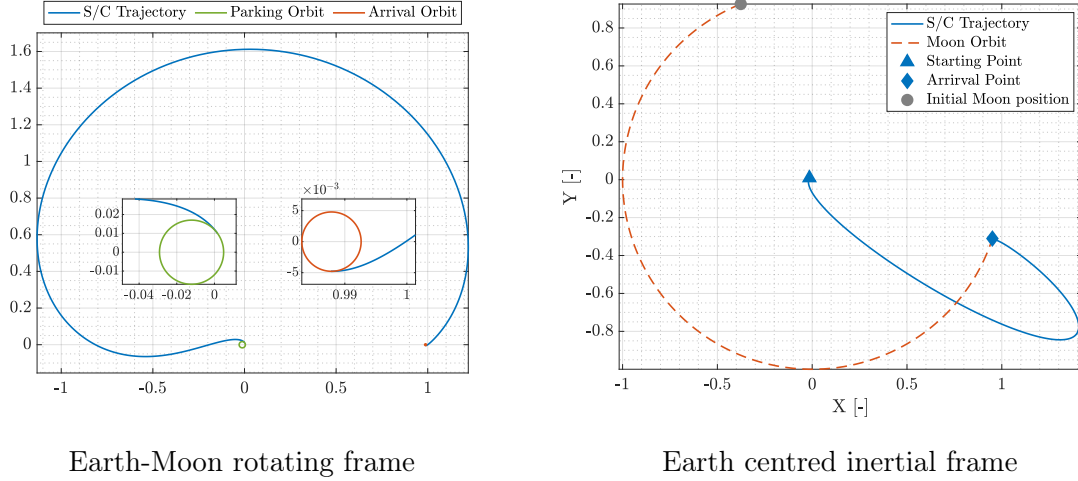 S/C Trajectory Parking Orbit Arrival Orbit
1.6
1.4
1.2
1
0.8
0.6
0.4
0.2
0
-1 -0.5 0 0.5 1
0.02
0.01
0
-0.01
-0.04 -0.02 0
×10⁻³
5
0
-5
0.99 1
Earth-Moon rotating frame
S/C Trajectory
Moon Orbit
Starting Point
Arrirval Point
Initial Moon position
Y [-]
0.8
0.6
0.4
0.2
0
-0.2
-0.4
-0.6
-0.8
-1 -0.5 0 0.5 1
X [-]
Earth centred inertial frame